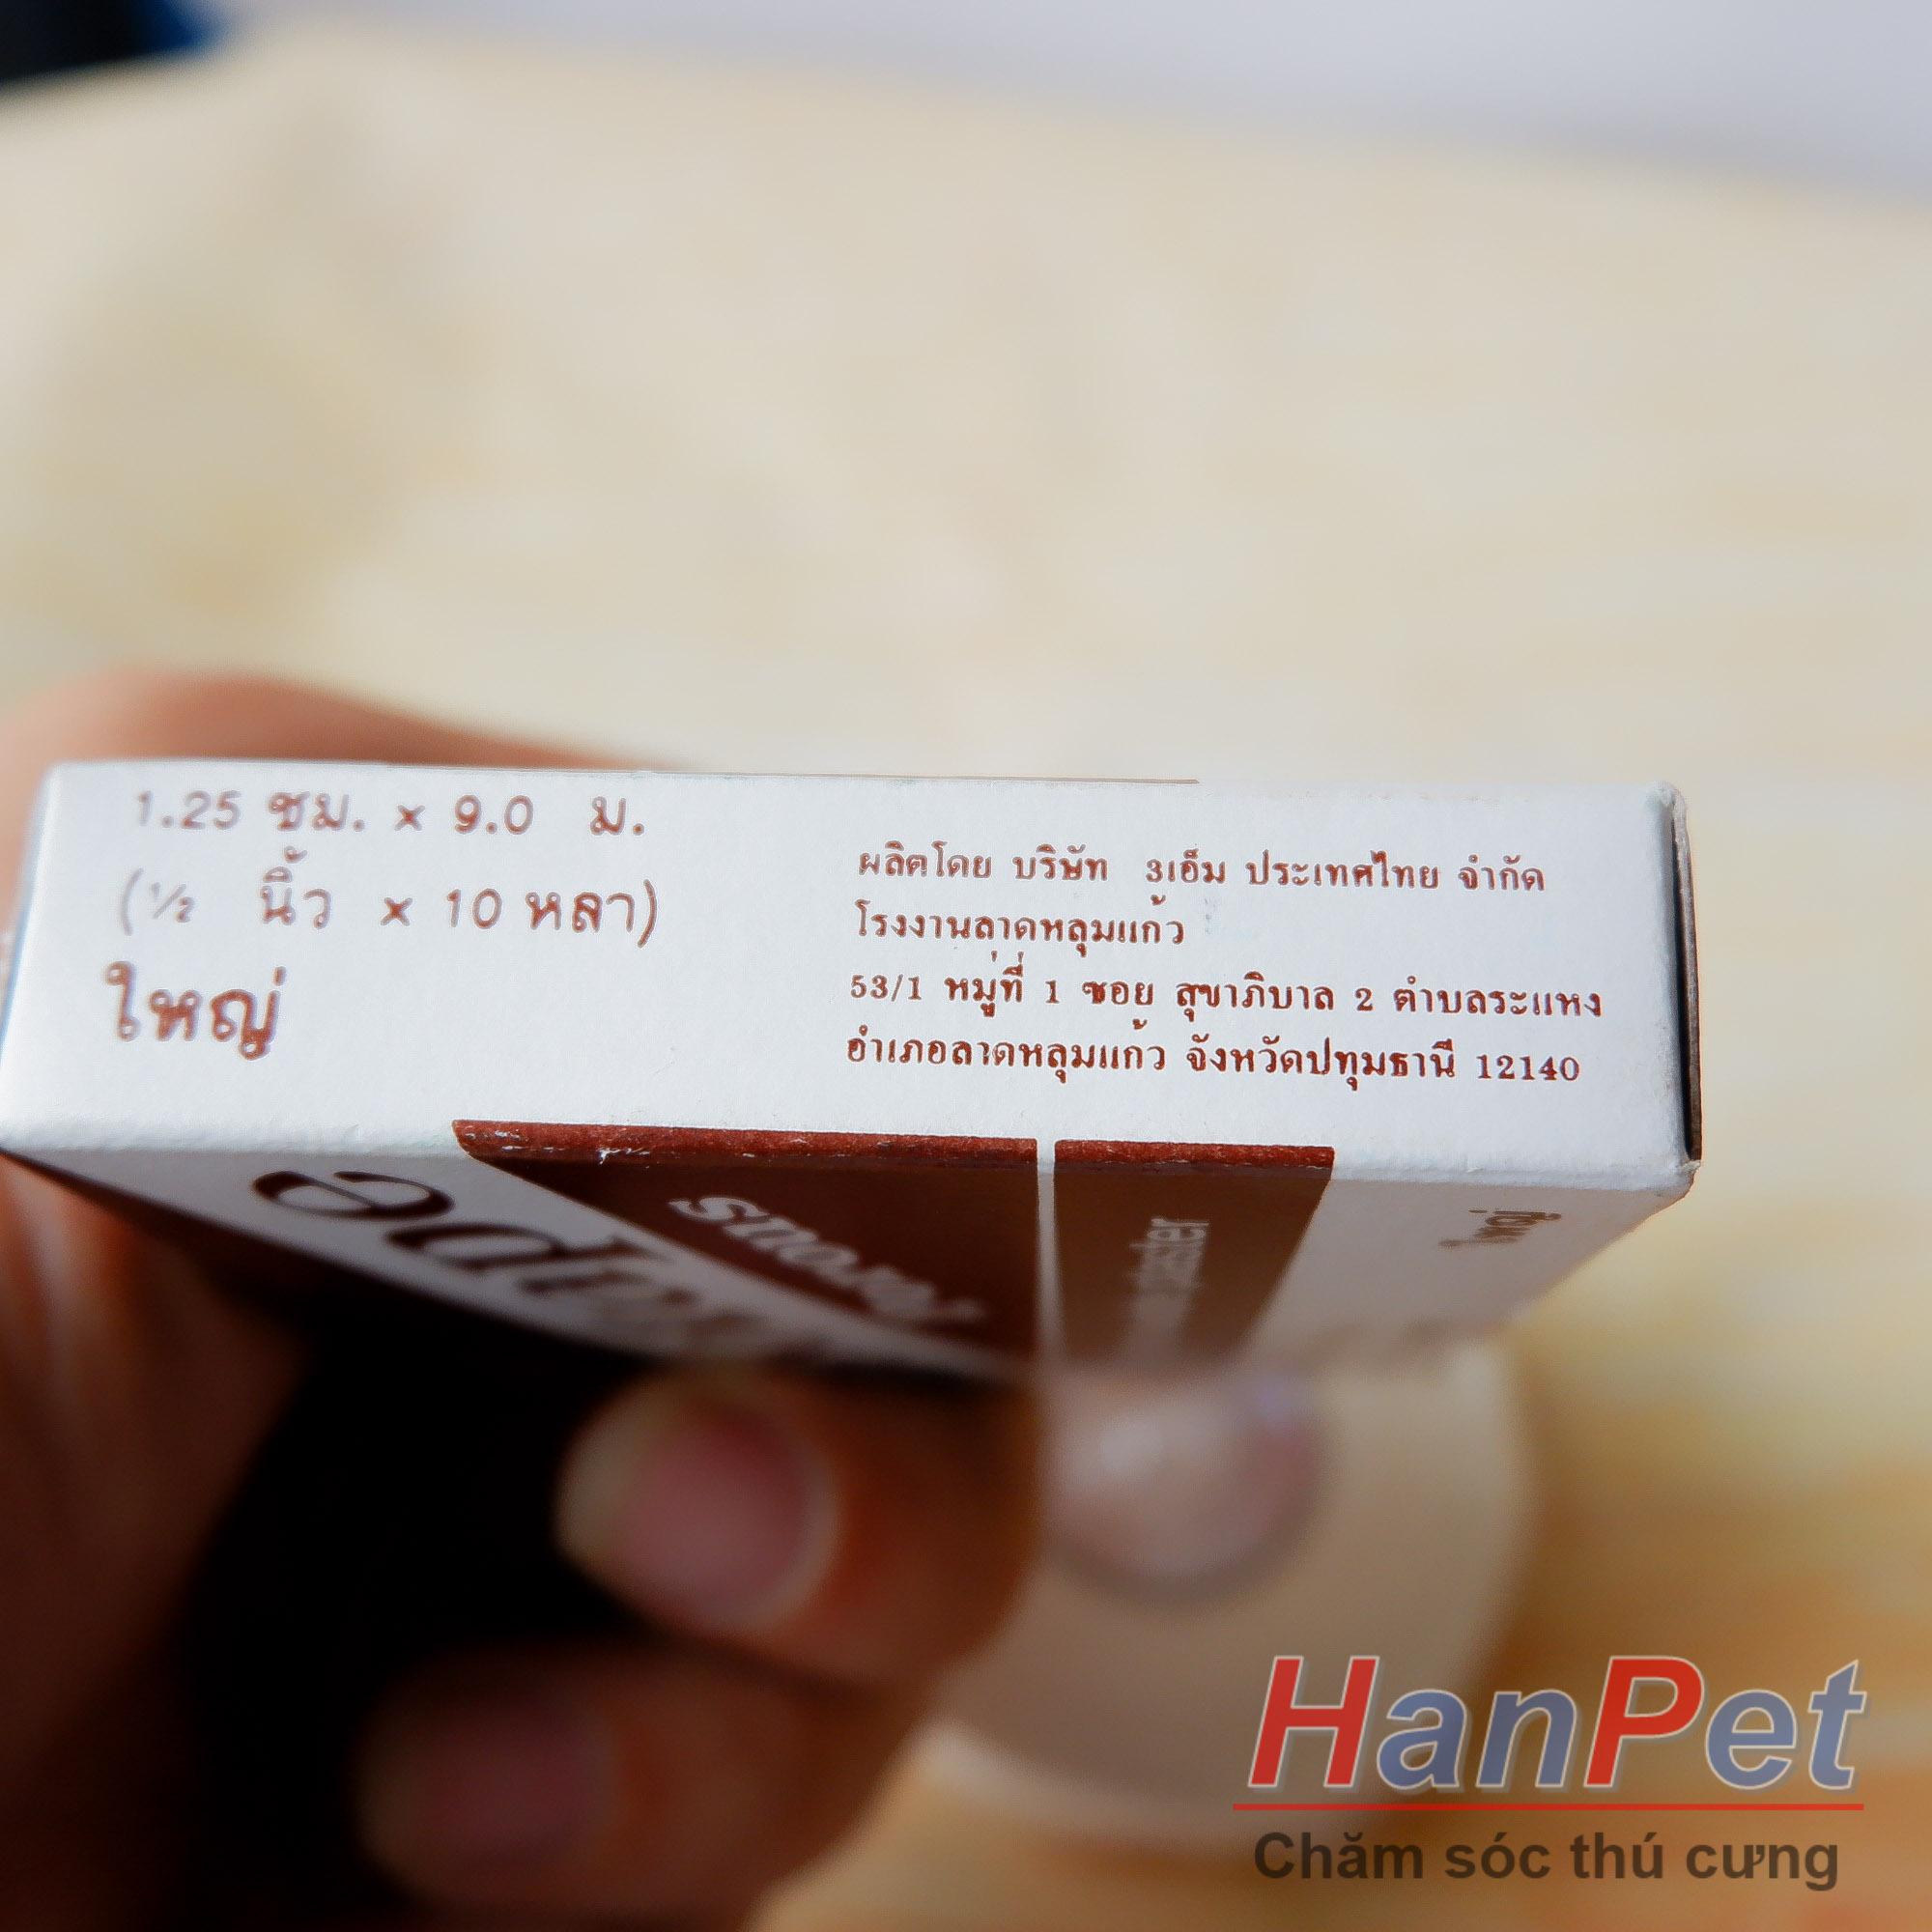 1.25 ซม. x 9.0 ม.
(½ นิ้ว x 10 หลา)
ใหญ่
ผลิตโดย บริษัท 3เอ็ม ประเทศไทย จำกัด
โรงงานลาดหลุมแก้ว
53/1 หมู่ที่ 1 ซอย สุขาภิบาล 2 ตำบลระแหง
อำเภอลาดหลุมแก้ว จังหวัดปทุมธานี 12140
plaster
ใหญ่
HanPet
Chăm sóc thú cưng